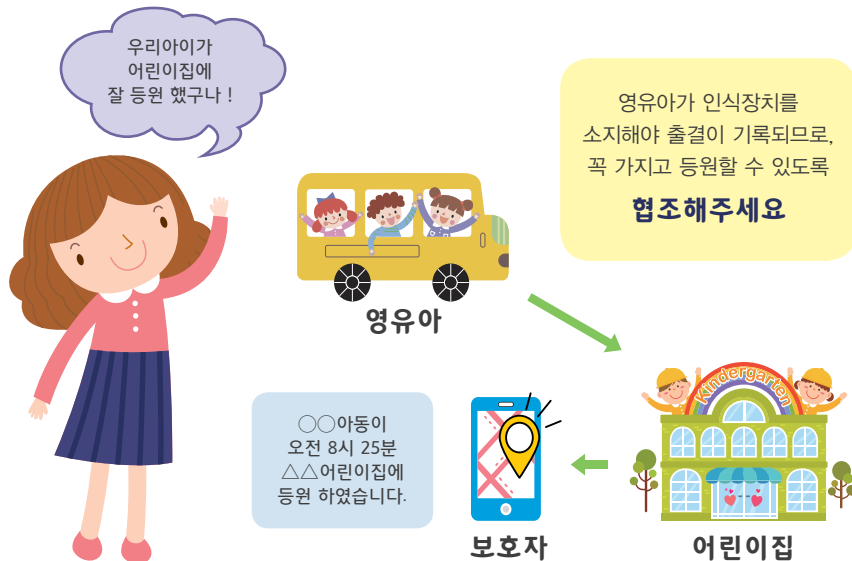 우리아이가
어린이집에
잘 등원 했구나 !
영유아가 인식장치를
소지해야 출결이 기록되므로,
꼭 가지고 등원할 수 있도록
협조해주세요
영유아
Kindergarten
○○아동이
오전 8시 25분
△△어린이집에
등원 하였습니다.
보호자
어린이집